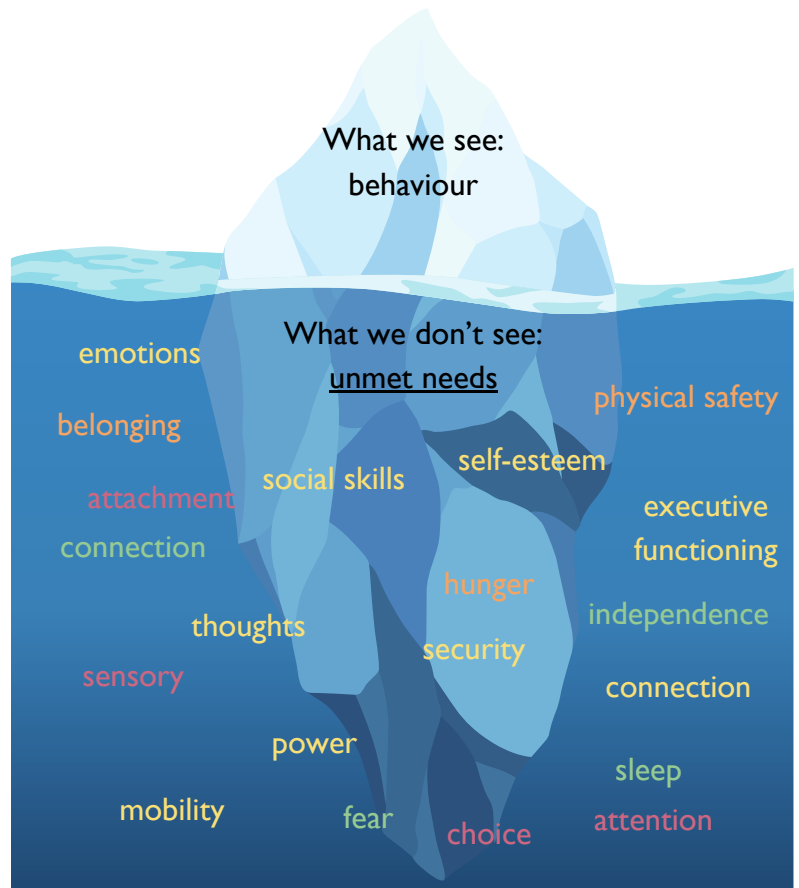 What we see:
behaviour
What we don't see:
unmet needs
emotions
physical safety
belonging
self-esteem
social skills
attachment
executive
functioning
connection
hunger
independence
thoughts
security
sensory
connection
power
sleep
mobility
fear
choice
attention